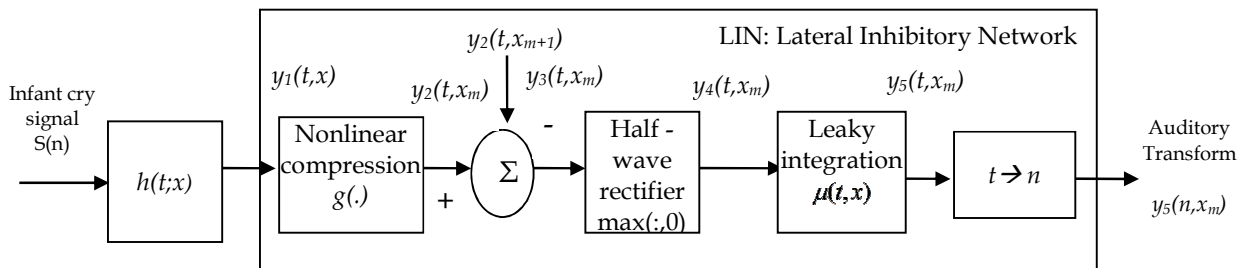 LIN: Lateral Inhibitory Network
Infant cry
signal
S(n)
h(t;x)
y1(t,x)
Nonlinear
compression
g(.)
y2(t,xm)
+
y2(t,xm+1)
Σ
-
y3(t,xm)
Half -
wave
rectifier
max(:,0)
y4(t,xm)
Leaky
integration
μ(t,x)
y5(t,xm)
t → n
Auditory
Transform
y5(n,xm)